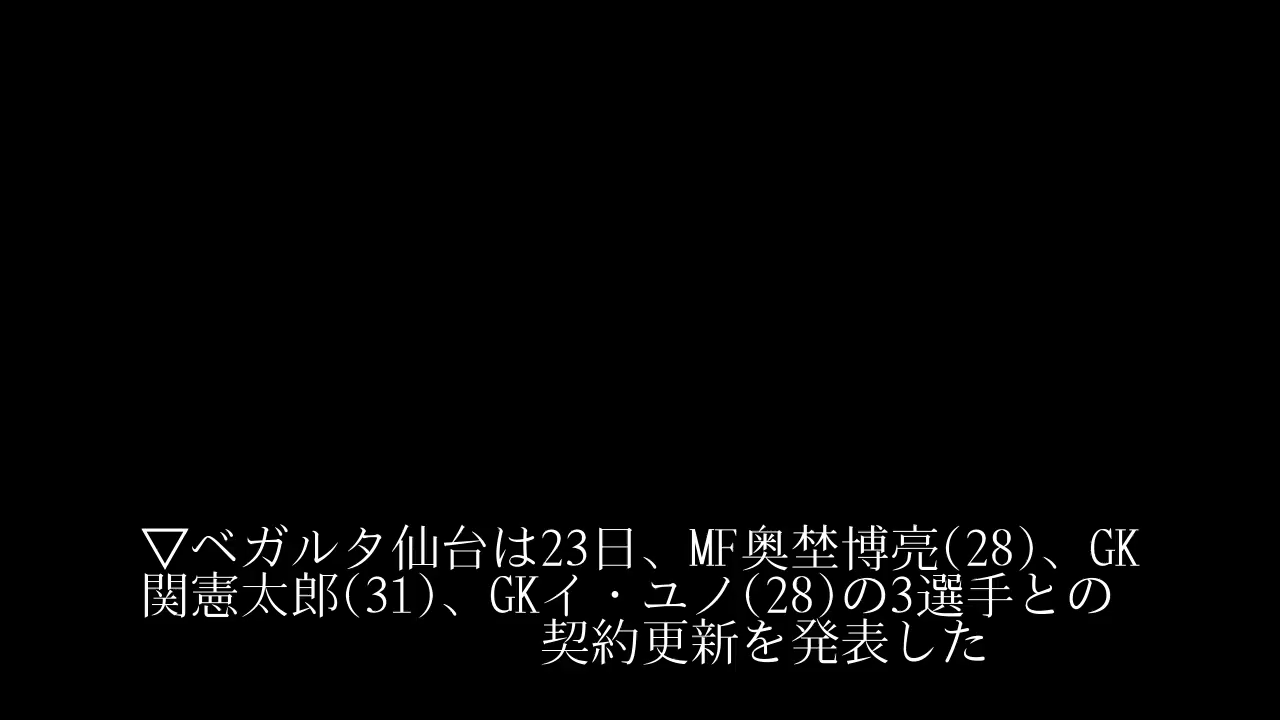 ▽ベガルタ仙台は23日、MF奥埜博亮(28)、GK
関憲太郎(31)、GKイ・ユノ(28)の3選手との
契約更新を発表した